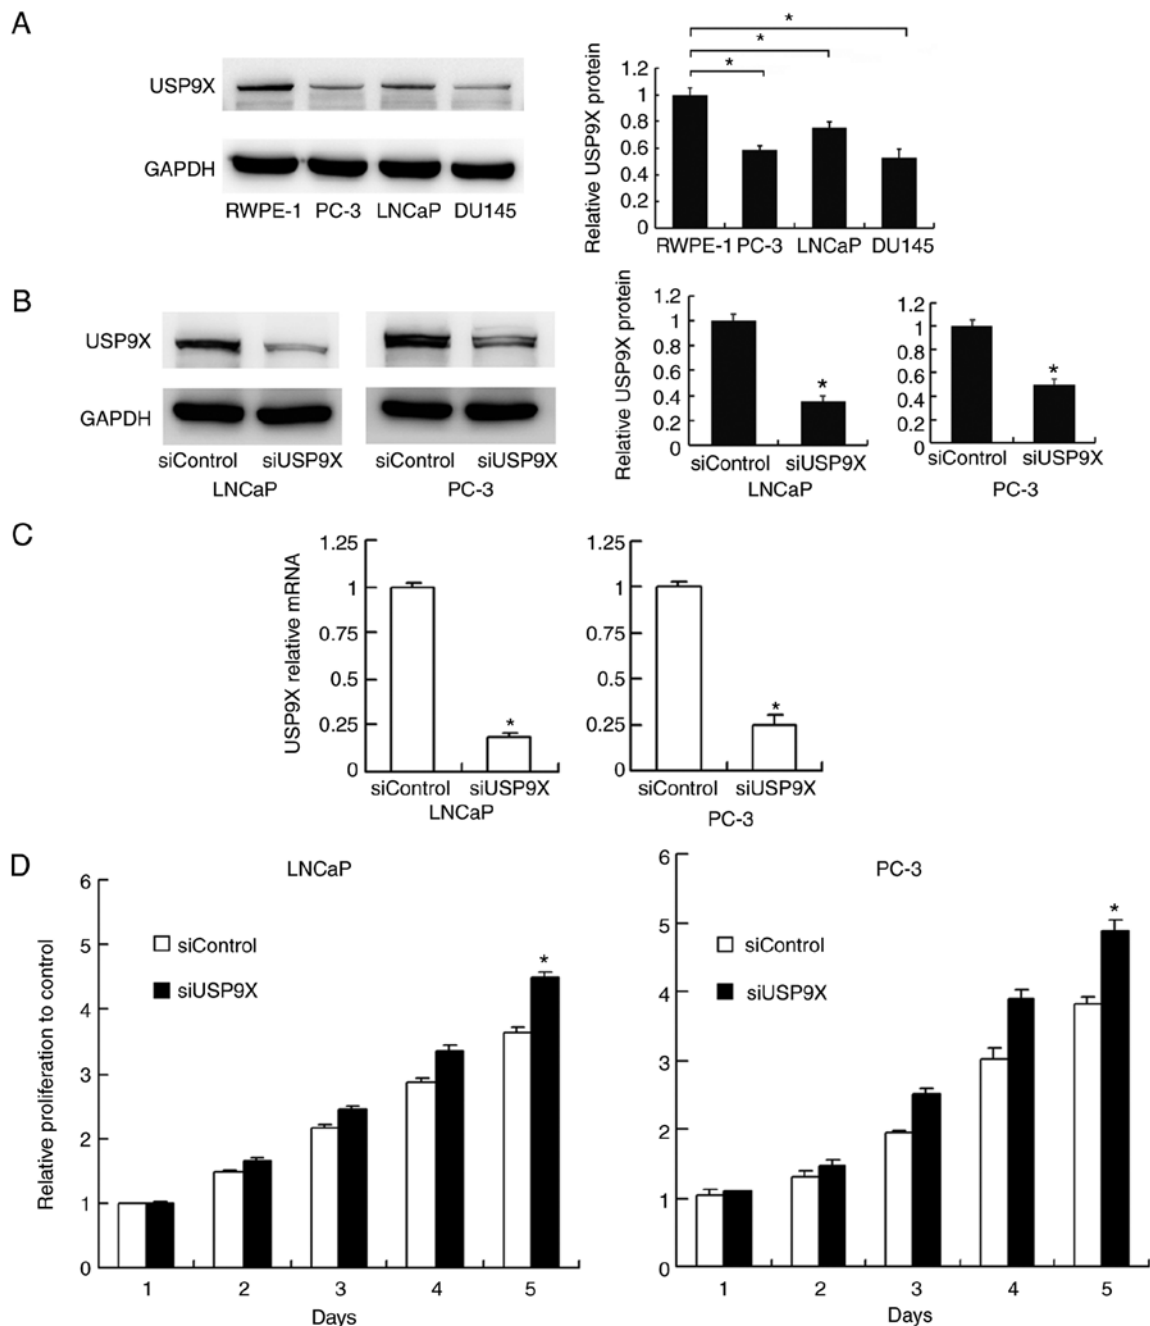 A
USP9X
GAPDH
RWPE-1 PC-3 LNCaP DU145
* 
*
*
Relative USP9X protein
1.2
1
0.8
0.6
0.4
0.2
0
RWPE-1 PC-3 LNCaP DU145
B
USP9X
GAPDH
siControl siUSP9X siControl siUSP9X
LNCaP PC-3
Relative USP9X protein
1.2
1
0.8
0.6
0.4
0.2
0
*
siControl siUSP9X
LNCaP
1.2
1
0.8
0.6
0.4
0.2
0
*
siControl siUSP9X
PC-3
C
USP9X relative mRNA
1.25
1
0.75
0.5
0.25
0
*
siControl siUSP9X
LNCaP
1.25
1
0.75
0.5
0.25
0
*
siControl siUSP9X
PC-3
D
LNCaP
Relative proliferation to control
6
5
4
3
2
1
0
siControl
siUSP9X
*
1 2 3 4 5
Days
PC-3
6
5
4
3
2
1
0
siControl
siUSP9X
*
1 2 3 4 5
Days